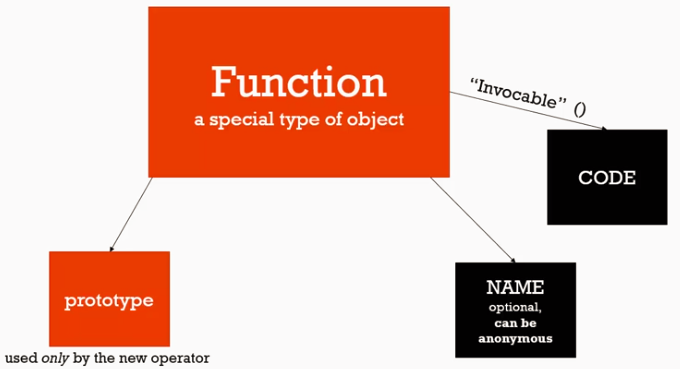 Function
a special type of object
“Invocable” ()
CODE
prototype
used only by the new operator
NAME
optional,
can be
anonymous